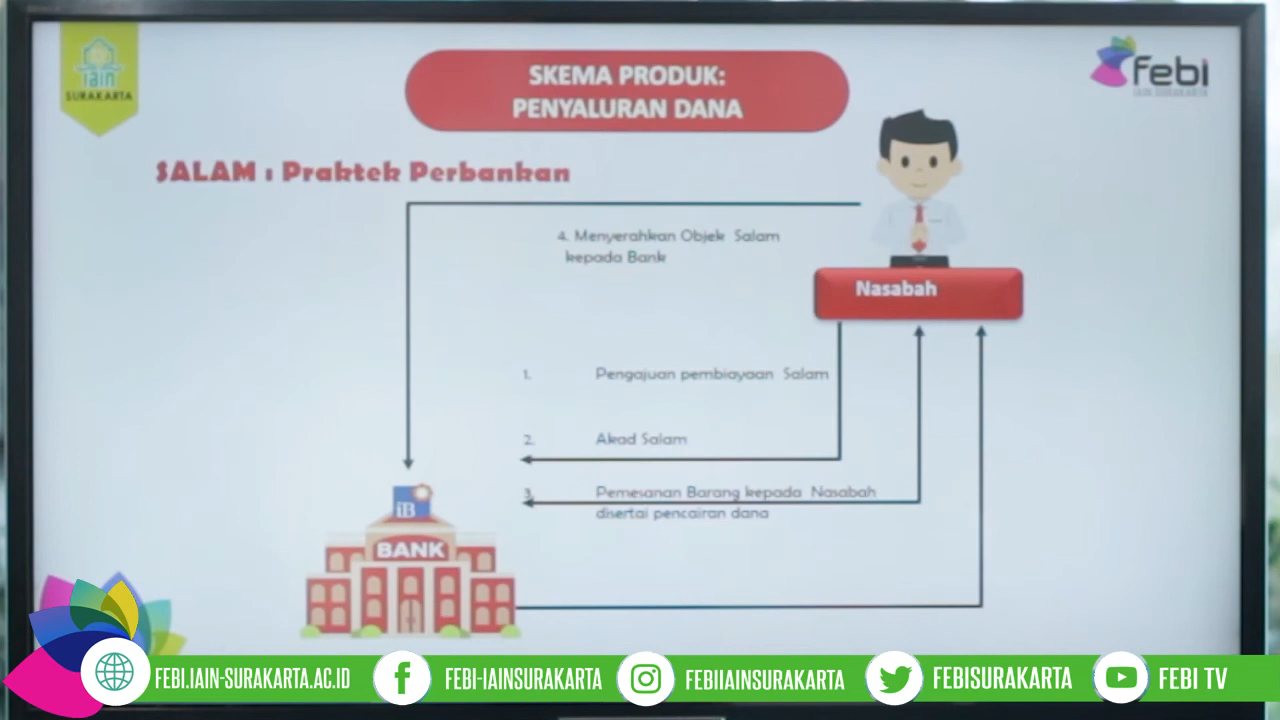 iain
SURAKARTA
SKEMA PRODUK:
PENYALURAN DANA
febi
IAIN SURAKARTA
SALAM : Praktek Perbankan
4. Menyerahkan Objek Salam
kepada Bank
Nasabah
1. Pengajuan pembiayaan Salam
2. Akad Salam
3. Pemesanan Barang kepada Nasabah
disertai pencairan dana
iB
BANK
FEBI.IAIN-SURAKARTA.AC.ID
FEBI-IAINSURAKARTA
FEBIIAINSURAKARTA
FEBISURAKARTA
FEBI TV